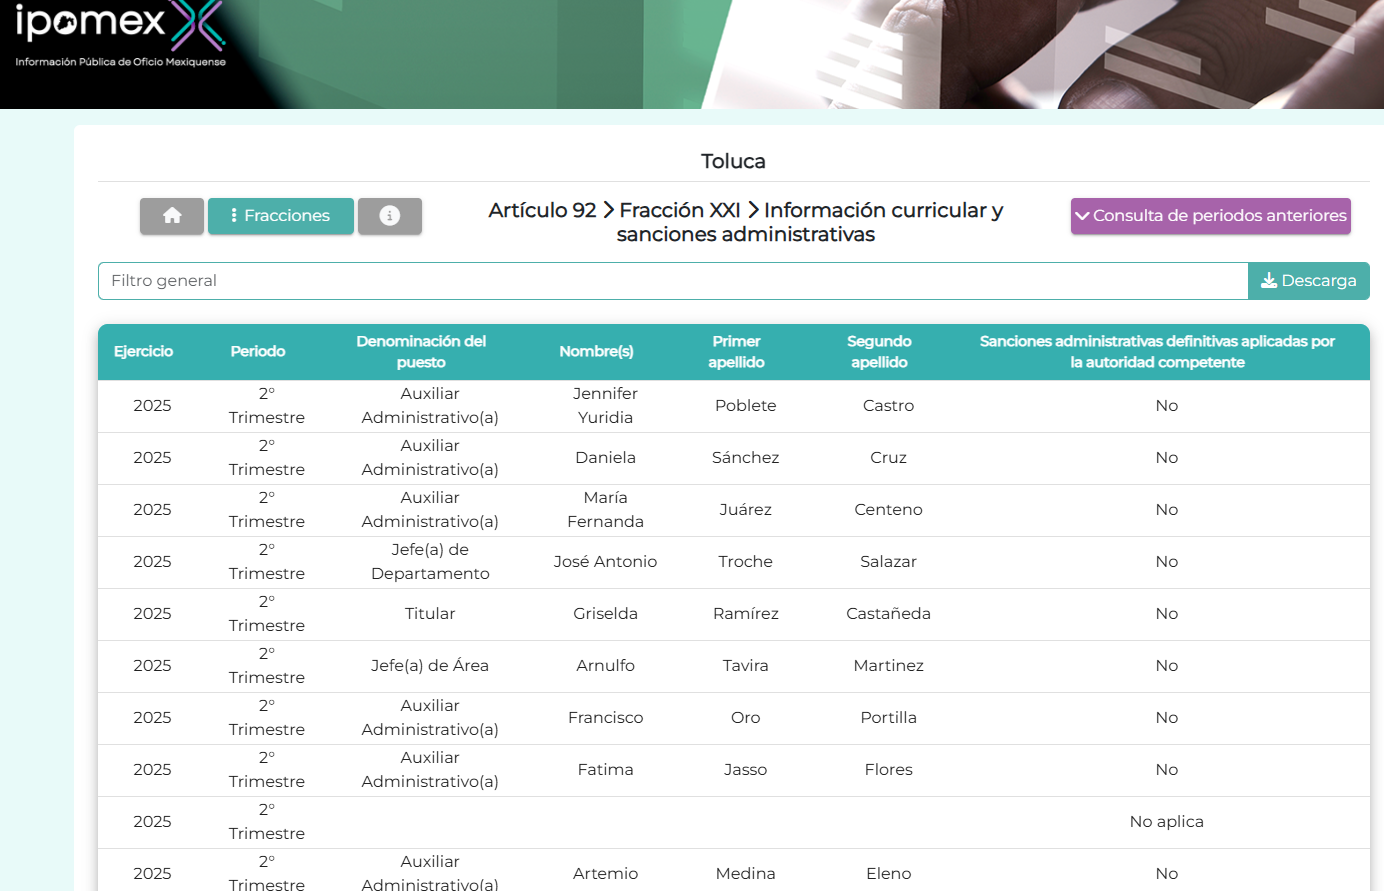 ipomex
Información Pública de Oficio Mexiquense
Toluca
Fracciones
Artículo 92 > Fracción XXI > Información curricular y
sanciones administrativas
Consulta de periodos anteriores
Filtro general
Descarga
Ejercicio Periodo Denominación del puesto Nombre(s) Primer apellido Segundo apellido Sanciones administrativas definitivas aplicadas por la autoridad competente
2025 2° Trimestre Auxiliar Administrativo(a) Jennifer Yuridia Poblete Castro No
2025 2° Trimestre Auxiliar Administrativo(a) Daniela Sánchez Cruz No
2025 2° Trimestre Auxiliar Administrativo(a) María Fernanda Juárez Centeno No
2025 2° Trimestre Jefe(a) de Departamento José Antonio Troche Salazar No
2025 2° Trimestre Titular Griselda Ramírez Castañeda No
2025 2° Trimestre Jefe(a) de Área Arnulfo Tavira Martinez No
2025 2° Trimestre Auxiliar Administrativo(a) Francisco Oro Portilla No
2025 2° Trimestre Auxiliar Administrativo(a) Fatima Jasso Flores No
2025 2° Trimestre No aplica
2025 2° Trimestre Auxiliar Administrativo(a) Artemio Medina Eleno No